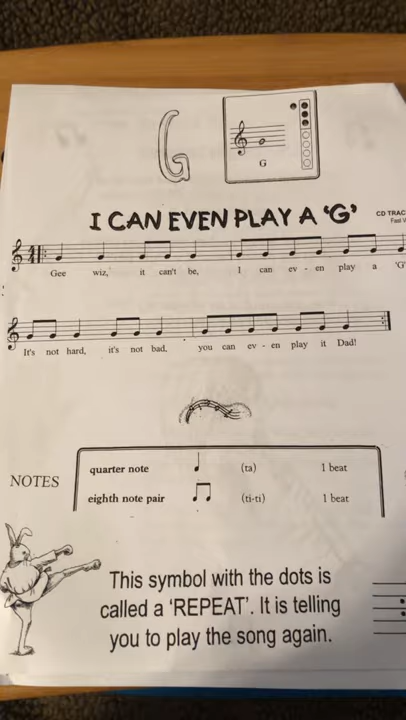 G
G
I CAN EVEN PLAY A 'G'
CD TRAC
Fast V
4
4
Gee wiz, it can't be, I can ev - en play a 'G'
It's not hard, it's not bad, you can ev - en play it Dad!
NOTES
quarter note (ta) 1 beat
eighth note pair (ti-ti) 1 beat
This symbol with the dots is
called a 'REPEAT'. It is telling
you to play the song again.